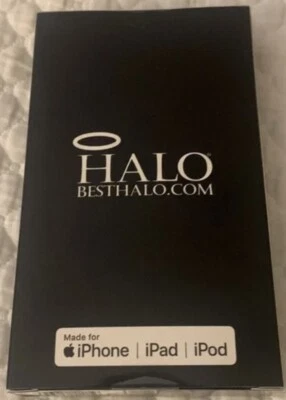 HALO
BESTHALO.COM
Made for
iPhone | iPad | iPod